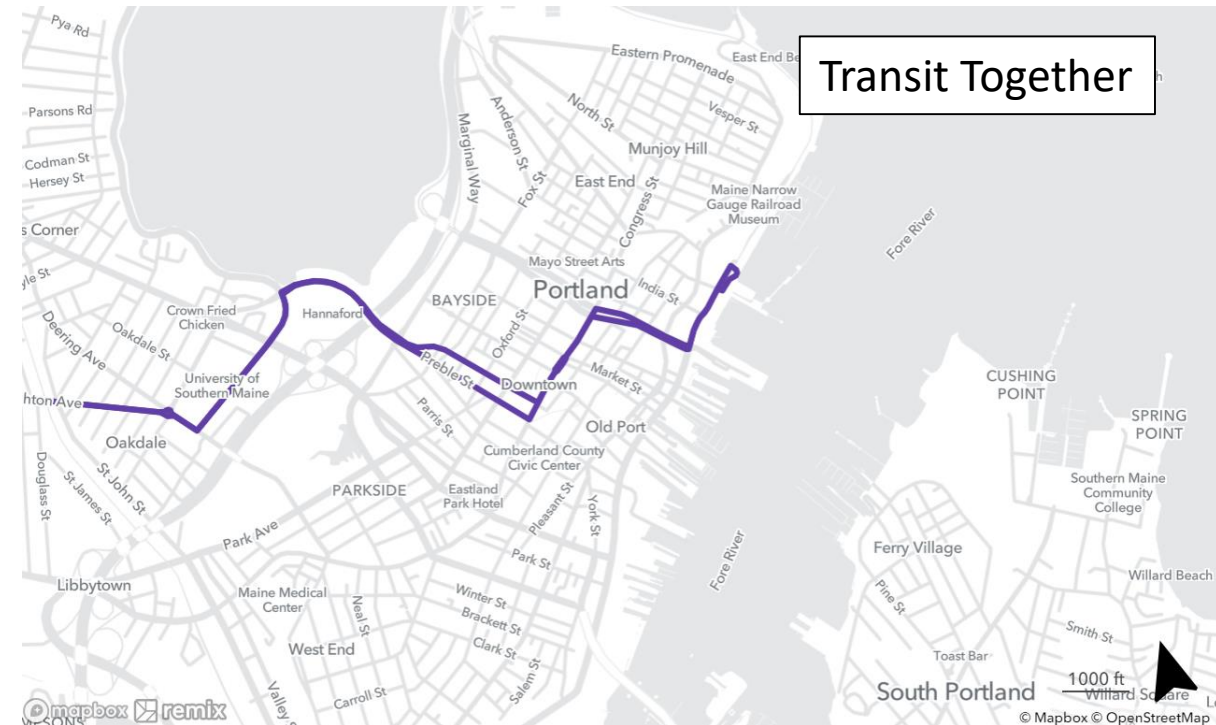 Pya Rd
Eastern Promenade
East End Be
Transit Together
h
Parsons Rd
Marginal Way
Anderson St
North St
Vesper St
Munjoy Hill
Codman St
Hersey St
Fox St
East End
Congress St
Maine Narrow
Gauge Railroad
Museum
s Corner
Fore River
Mayo Street Arts
yle St
Portland
India St
BAYSIDE
Crown Fried
Chicken
Hannaford
Deering Ave
Oakdale St
Oxford St
University of
Southern Maine
Preble St
Downtown
Market St
CUSHING
POINT
hton Ave
Parris St
Old Port
SPRING
POINT
Oakdale
Cumberland County
Civic Center
Douglass St
St James St
St John St
PARKSIDE
Eastland
Park Hotel
Pleasant St
York St
Southern Maine
Community
College
Park Ave
Park St
Fore River
Ferry Village
Libbytown
Maine Medical
Center
Neal St
Winter St
Brackett St
Clark St
Pine St
Willard Beach
Smith St
West End
Salem St
Toast Bar
Valley S
Carroll St
South Portland
1000 ft
Willard Square
mapbox remix
© Mapbox © OpenStreetMap